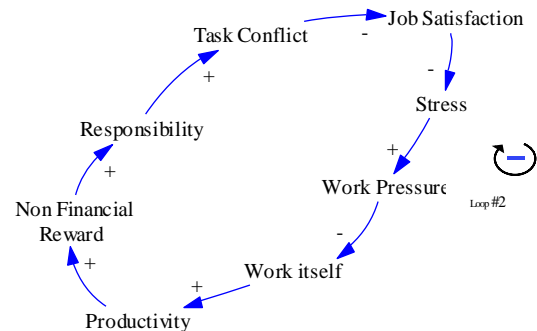 Job Satisfaction
Task Conflict
-
-
+
Stress
Responsibility
+
+
Work Pressure
Loop #2
Non Financial
Reward
-
+
+
Work itself
Productivity